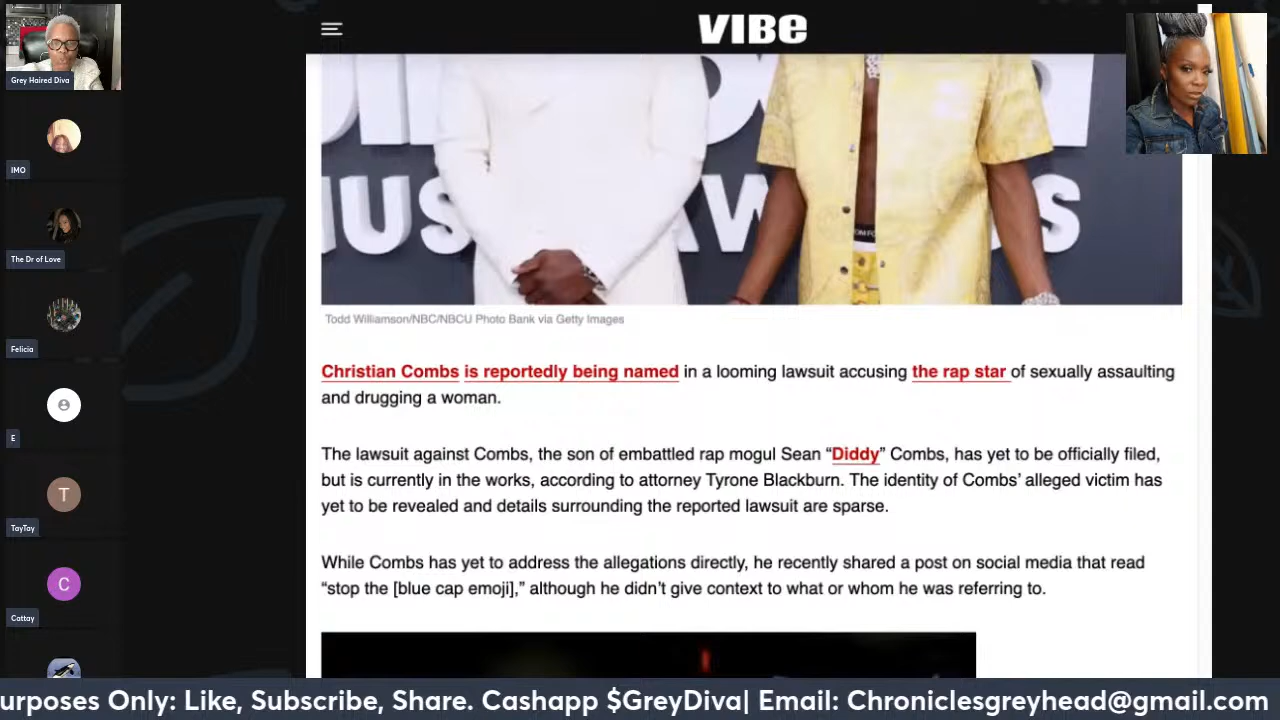 VIBE
Grey Haired Diva
IMO
The Dr of Love
Felicia
E
T
TayTay
C
Cattay
NUS
AW
S
TOM FO
Todd Williamson/NBC/NBCU Photo Bank via Getty Images
Christian Combs is reportedly being named in a looming lawsuit accusing the rap star of sexually assaulting
and drugging a woman.
The lawsuit against Combs, the son of embattled rap mogul Sean “Diddy” Combs, has yet to be officially filed,
but is currently in the works, according to attorney Tyrone Blackburn. The identity of Combs’ alleged victim has
yet to be revealed and details surrounding the reported lawsuit are sparse.
While Combs has yet to address the allegations directly, he recently shared a post on social media that read
“stop the [blue cap emoji],” although he didn’t give context to what or whom he was referring to.
urposes Only: Like, Subscribe, Share. Cashapp $GreyDiva| Email: Chroniclesgreyhead@gmail.com